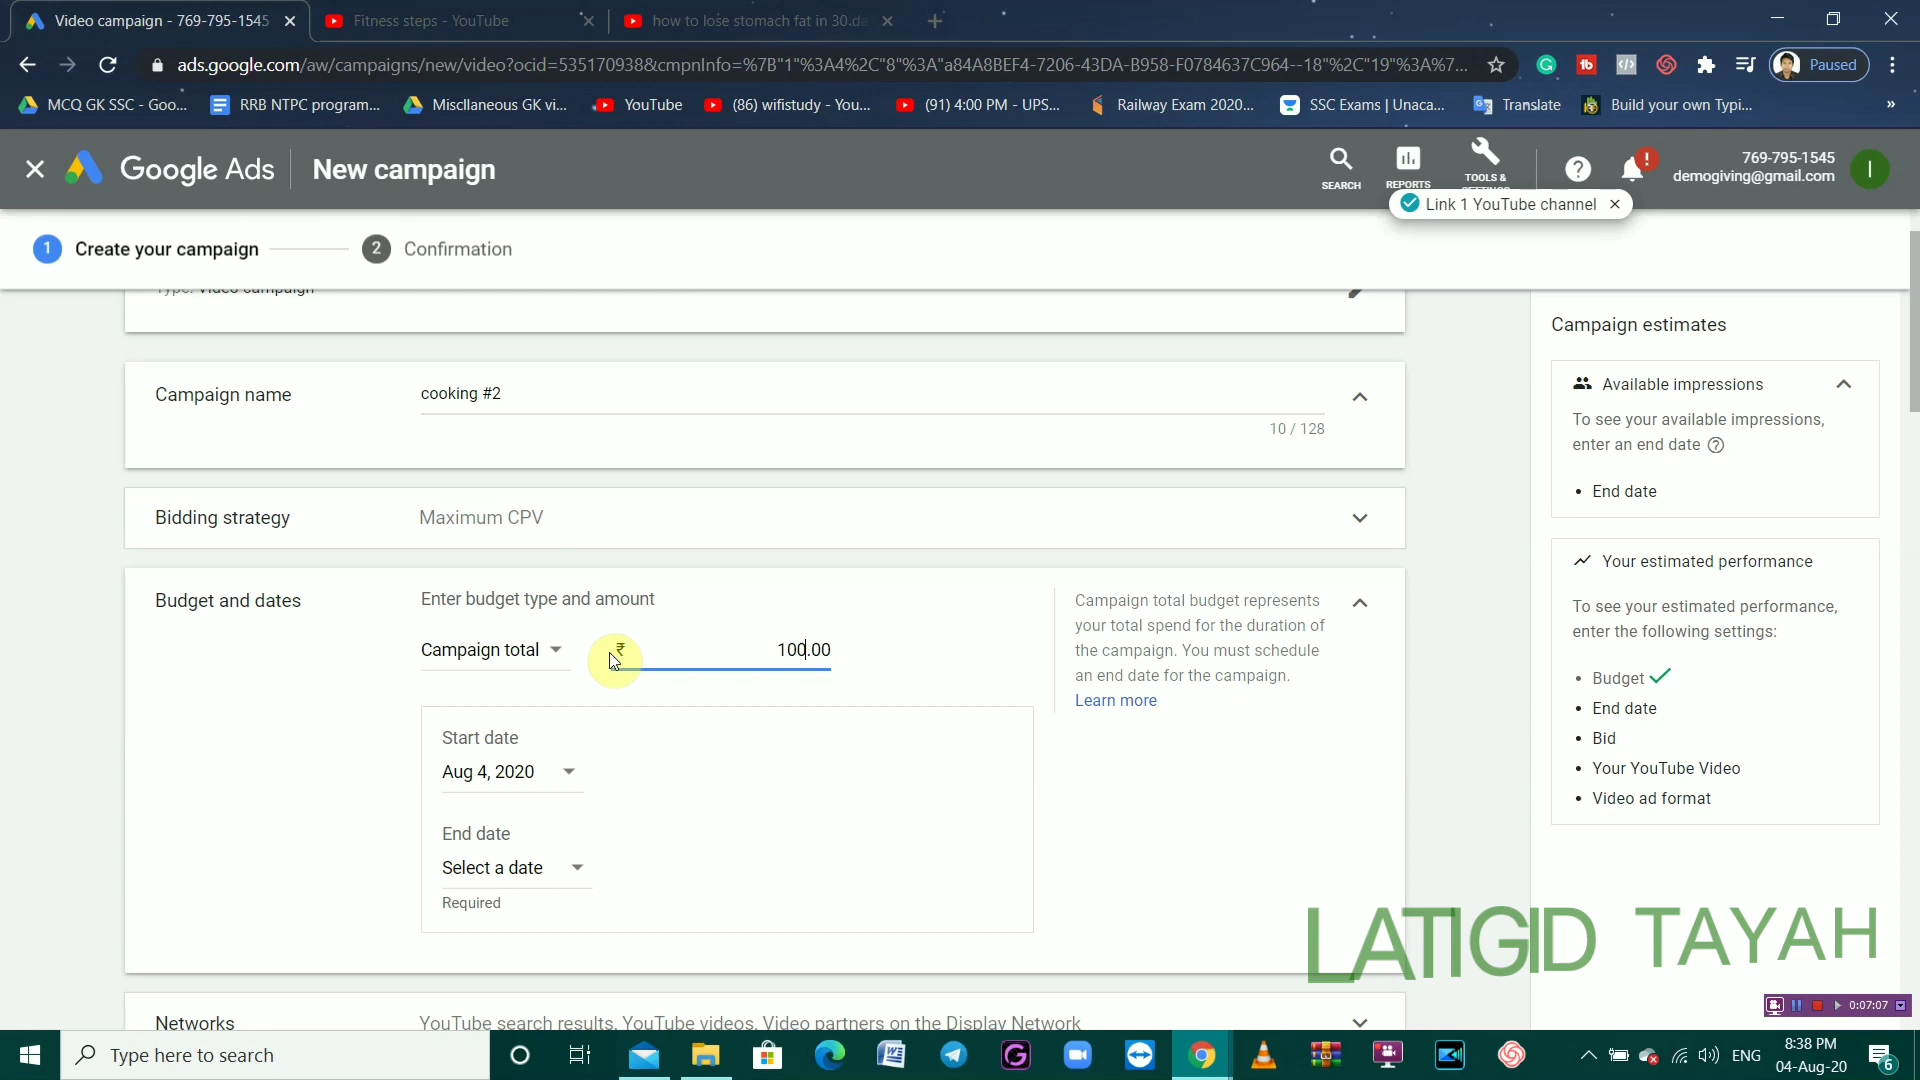 Video campaign - 769-795-1545
Fitness steps - YouTube
how to lose stomach fat in 30.da
ads.google.com/aw/campaigns/new/video?ocid=535170938&cmpnInfo=%7B"1"%3A4%2C"8"%3A"a84A8BEF4-7206-43DA-B958-F0784637C964--18"%2C"19"%3A%7...
Paused
MCQ GK SSC - Goo...
RRB NTPC program...
Miscllaneous GK vi...
YouTube
(86) wifistudy - You...
(91) 4:00 PM - UPS...
Railway Exam 2020...
SSC Exams | Unaca...
Translate
Build your own Typi...
»
Google Ads
New campaign
SEARCH
REPORTS
TOOLS &
769-795-1545
demogiving@gmail.com
I
Link 1 YouTube channel
1 Create your campaign
2 Confirmation
Type: Video campaign
Campaign name
cooking #2
10 / 128
Bidding strategy
Maximum CPV
Budget and dates
Enter budget type and amount
Campaign total
₹ 100.00
Campaign total budget represents
your total spend for the duration of
the campaign. You must schedule
an end date for the campaign.
Learn more
Start date
Aug 4, 2020
End date
Select a date
Required
Networks
YouTube search results, YouTube videos, Video partners on the Display Network
Campaign estimates
Available impressions
To see your available impressions,
enter an end date
• End date
Your estimated performance
To see your estimated performance,
enter the following settings:
• Budget
• End date
• Bid
• Your YouTube Video
• Video ad format
LATIGID TAYAH
0:07:07
Type here to search
ENG
8:38 PM
04-Aug-20
6